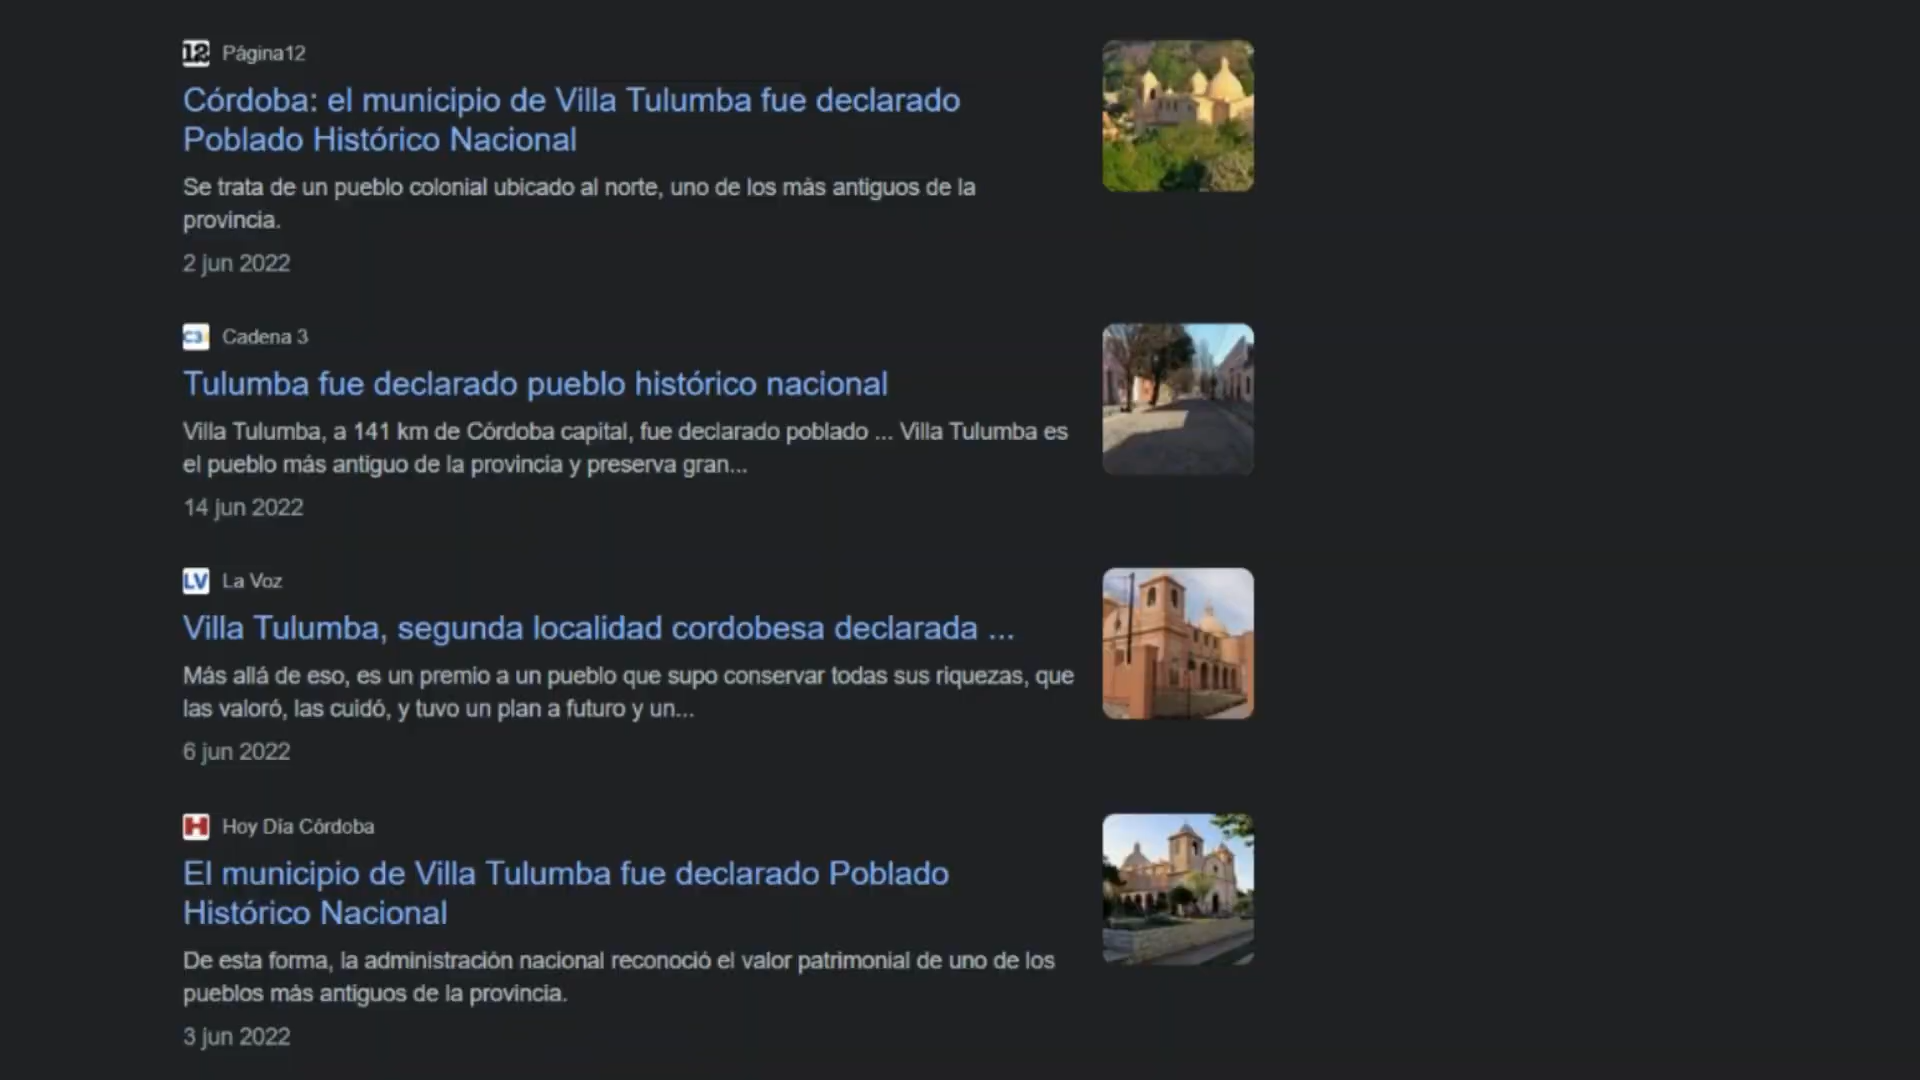 12 Página12
Córdoba: el municipio de Villa Tulumba fue declarado
Poblado Histórico Nacional
Se trata de un pueblo colonial ubicado al norte, uno de los más antiguos de la
provincia.
2 jun 2022
C3 Cadena 3
Tulumba fue declarado pueblo histórico nacional
Villa Tulumba, a 141 km de Córdoba capital, fue declarado poblado ... Villa Tulumba es
el pueblo más antiguo de la provincia y preserva gran...
14 jun 2022
LV La Voz
Villa Tulumba, segunda localidad cordobesa declarada ...
Más allá de eso, es un premio a un pueblo que supo conservar todas sus riquezas, que
las valoró, las cuidó, y tuvo un plan a futuro y un...
6 jun 2022
H Hoy Día Córdoba
El municipio de Villa Tulumba fue declarado Poblado
Histórico Nacional
De esta forma, la administración nacional reconoció el valor patrimonial de uno de los
pueblos más antiguos de la provincia.
3 jun 2022